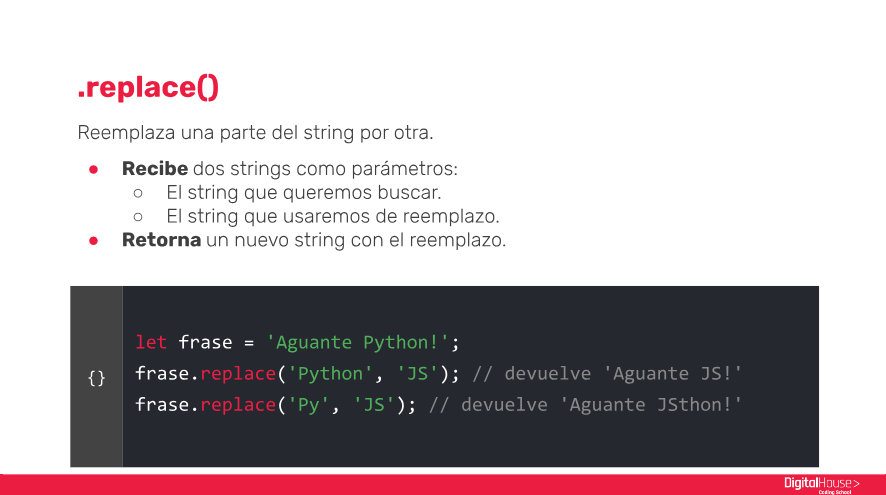 .replace()
Reemplaza una parte del string por otra.
● Recibe dos strings como parámetros:
○ El string que queremos buscar.
○ El string que usaremos de reemplazo.
● Retorna un nuevo string con el reemplazo.
{}
let frase = 'Aguante Python!';
frase.replace('Python', 'JS'); // devuelve 'Aguante JS!'
frase.replace('Py', 'JS'); // devuelve 'Aguante JSthon!'
DigitalHouse>
Coding School